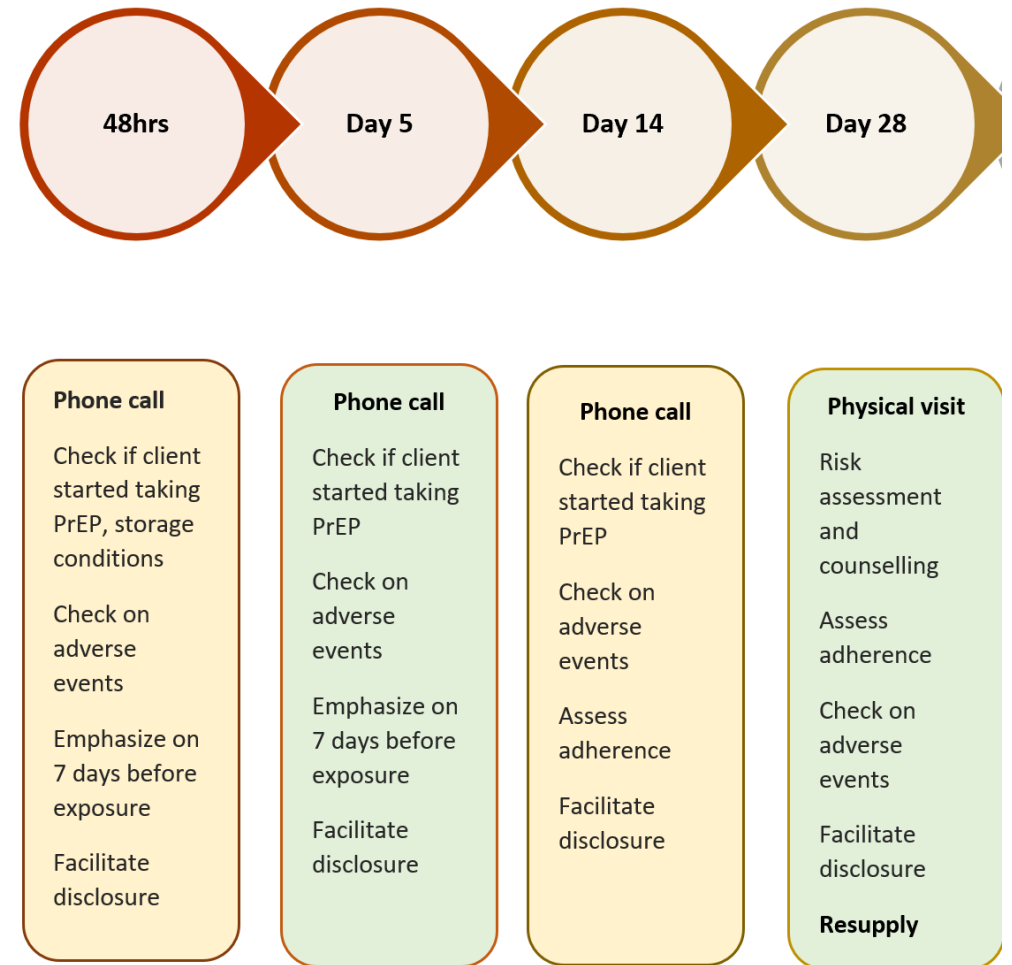 48hrs
Day 5
Day 14
Day 28
Phone call
Check if client
started taking
PrEP, storage
conditions
Check on
adverse
events
Emphasize on
7 days before
exposure
Facilitate
disclosure
Phone call
Check if client
started taking
PrEP
Check on
adverse
events
Emphasize on
7 days before
exposure
Facilitate
disclosure
Phone call
Check if client
started taking
PrEP
Check on
adverse
events
Assess
adherence
Facilitate
disclosure
Physical visit
Risk
assessment
and
counselling
Assess
adherence
Check on
adverse
events
Facilitate
disclosure
Resupply